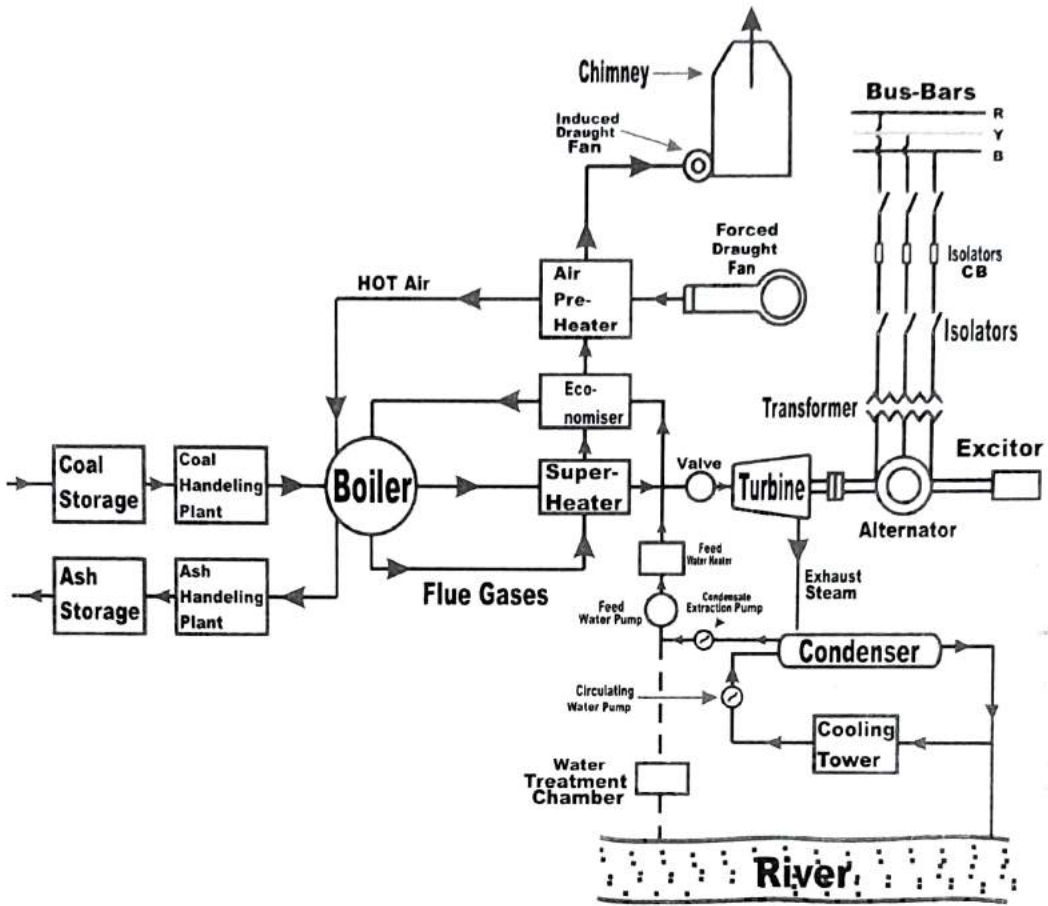 Chimney
Induced
Draught
Fan
Bus-Bars
R
Y
B
Forced
Draught
Fan
Isolators
CB
HOT Air
Air
Pre-
Heater
Isolators
Eco-
nomiser
Transformer
Coal
Storage
Coal
Handeling
Plant
Boiler
Super-
Heater
Valve
Turbine
Excitor
Alternator
Ash
Storage
Ash
Handeling
Plant
Flue Gases
Feed
Water Heater
Exhaust
Steam
Feed
Water Pump
Condensate
Extraction Pump
Condenser
Circulating
Water Pump
Cooling
Tower
Water
Treatment
Chamber
River